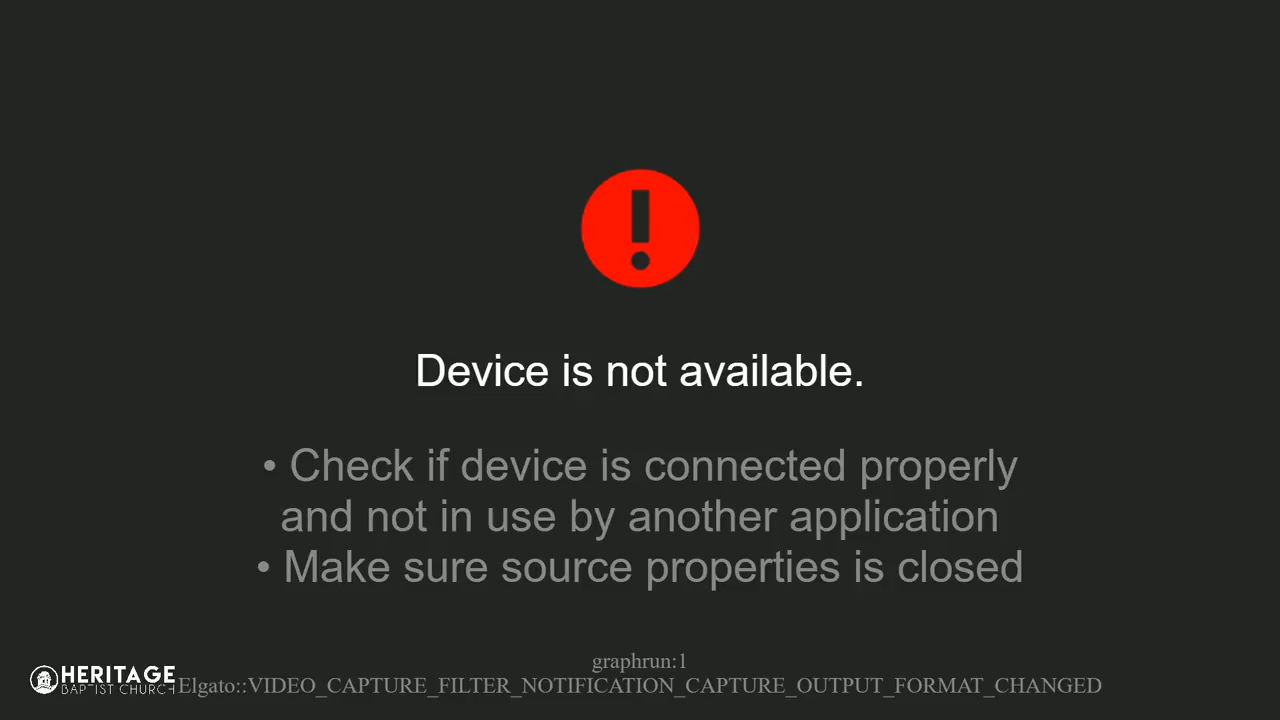 Device is not available.
• Check if device is connected properly
and not in use by another application
• Make sure source properties is closed
graphrun:1
HERITAGE
BAPTIST CHURCH
Elgato::VIDEO_CAPTURE_FILTER_NOTIFICATION_CAPTURE_OUTPUT_FORMAT_CHANGED